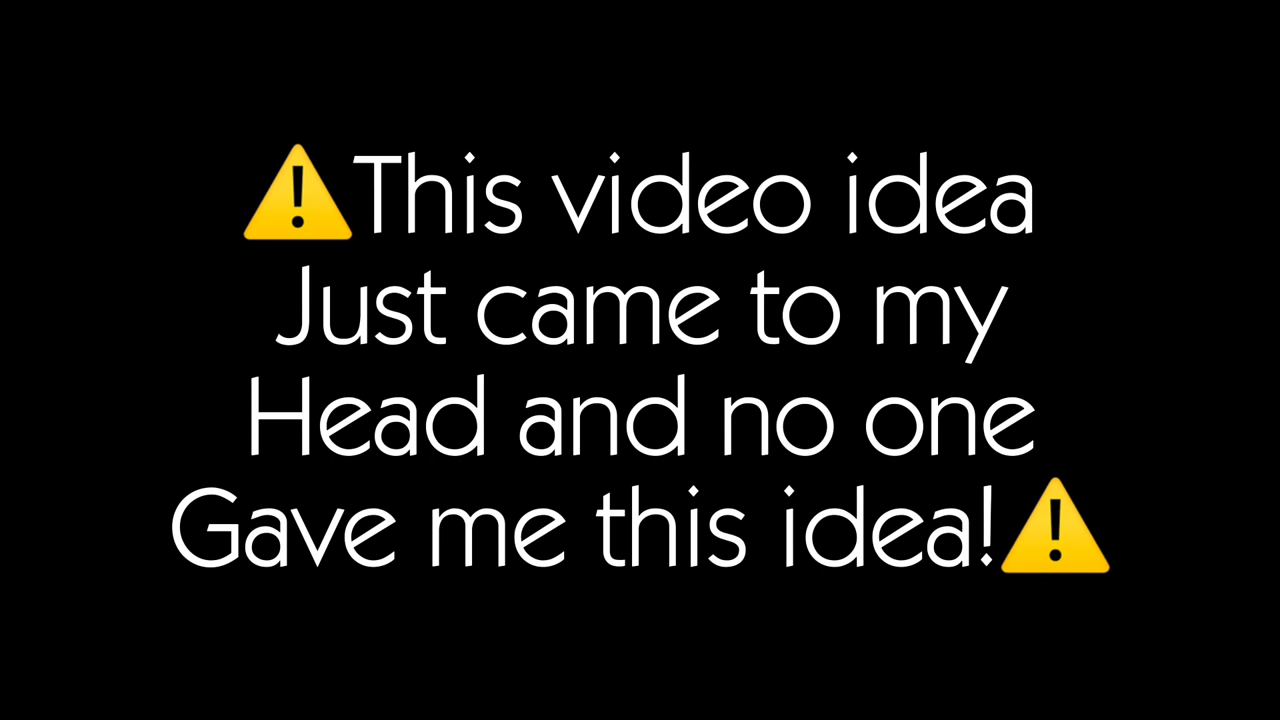 ⚠️This video idea
Just came to my
Head and no one
Gave me this idea!⚠️